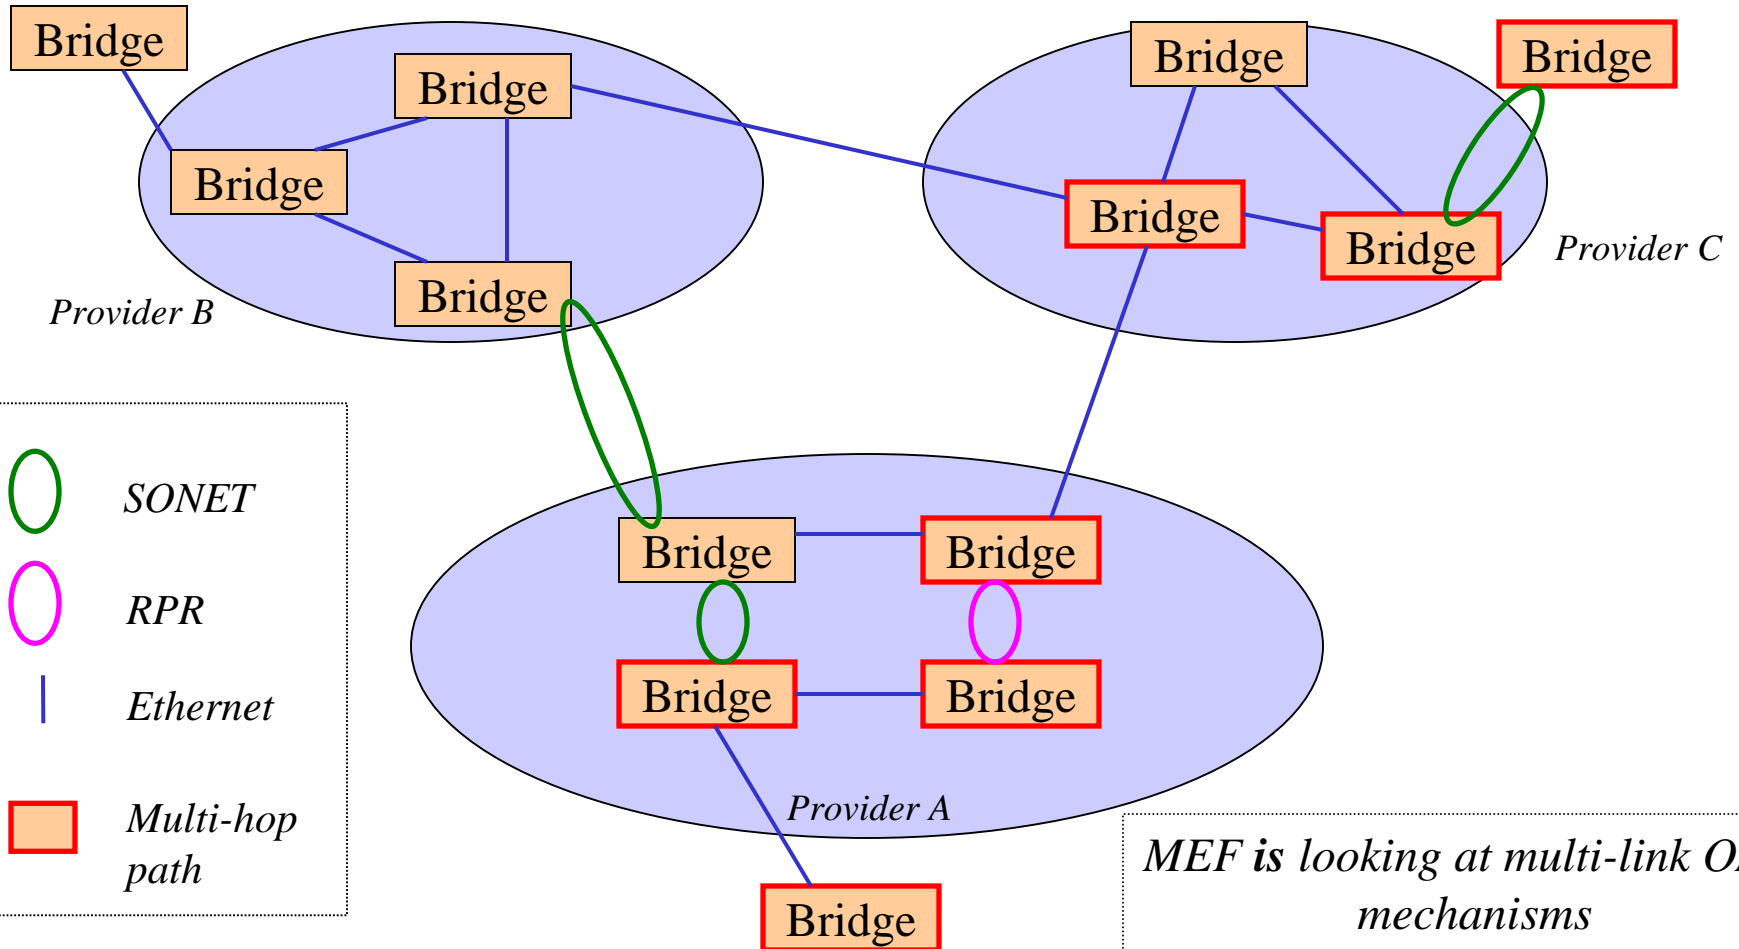 Bridge
Bridge
Bridge
Bridge
Bridge
Bridge
Bridge
Bridge
Provider B
Provider C
SONET
RPR
Ethernet
Multi-hop
path
Bridge
Bridge
Bridge
Bridge
Provider A
Bridge
MEF is looking at multi-link
mechanisms